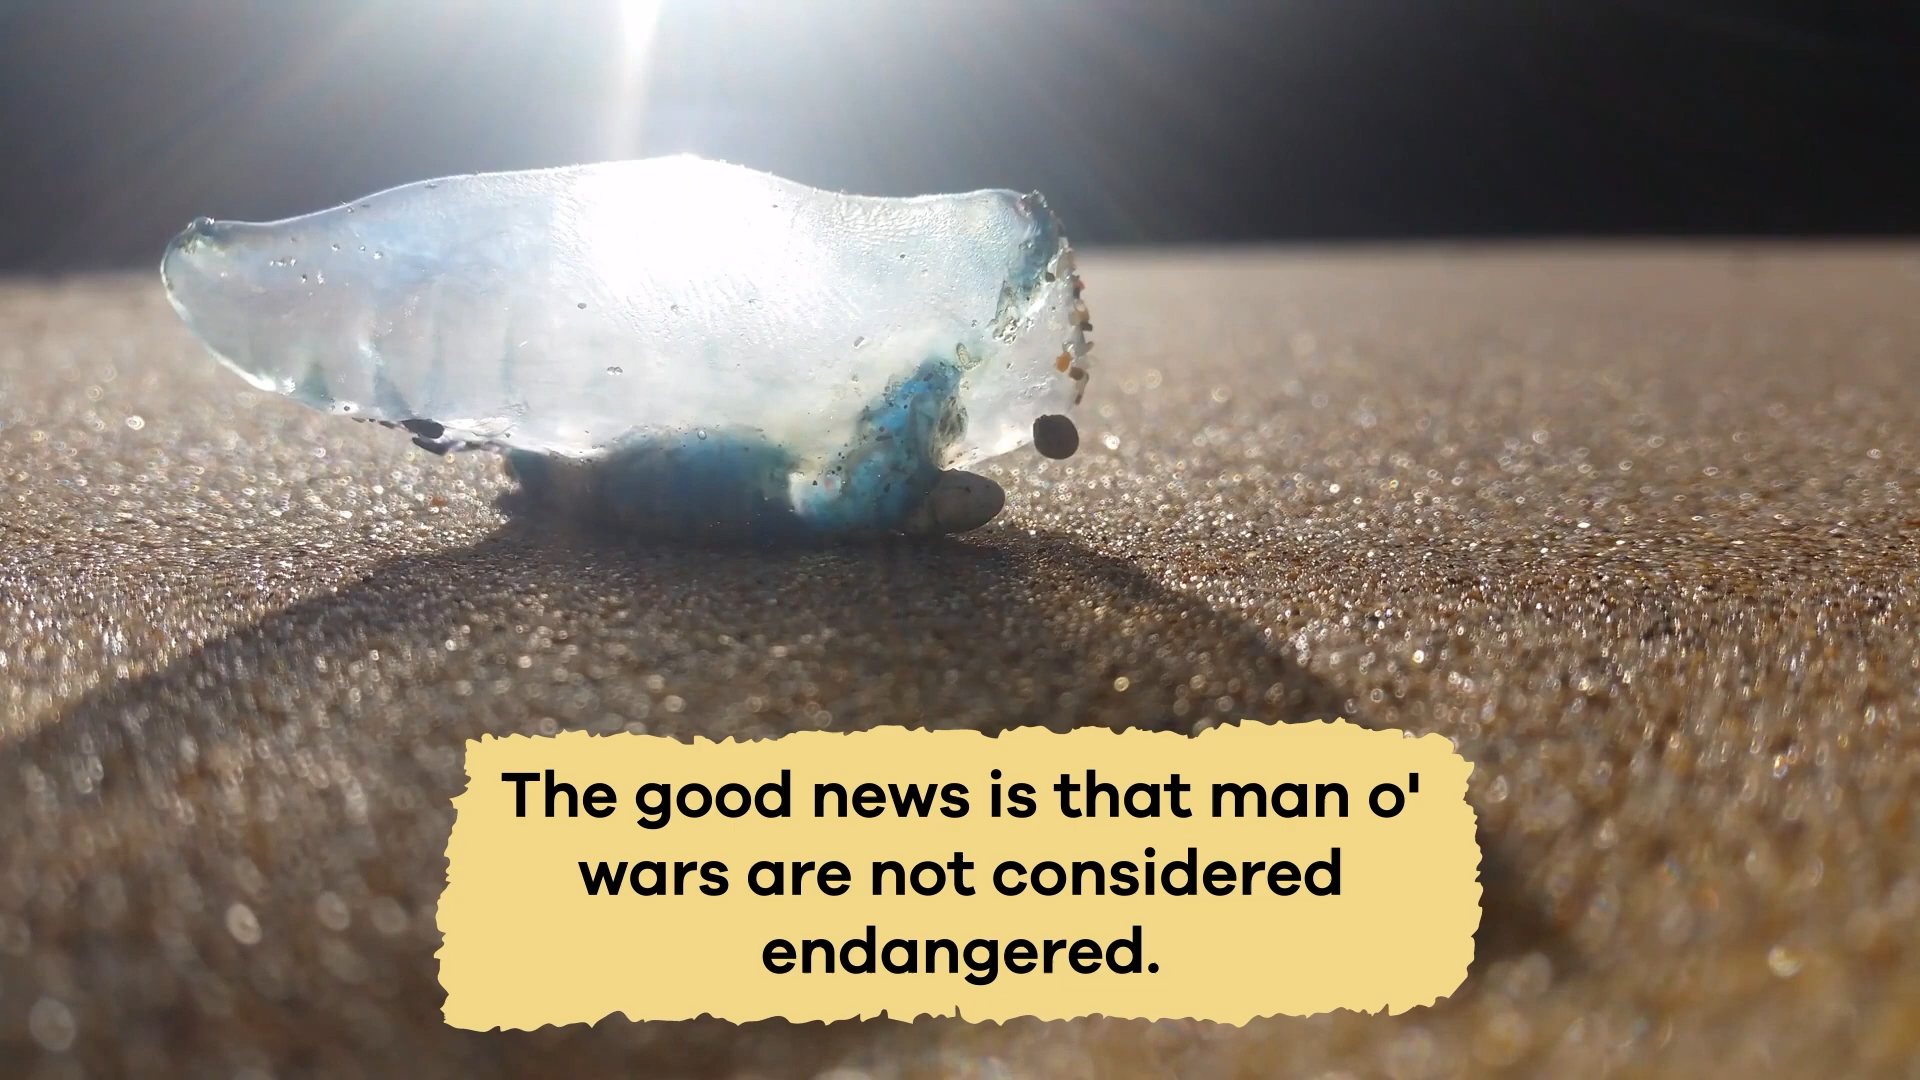 The good news is that man o'
wars are not considered
endangered.